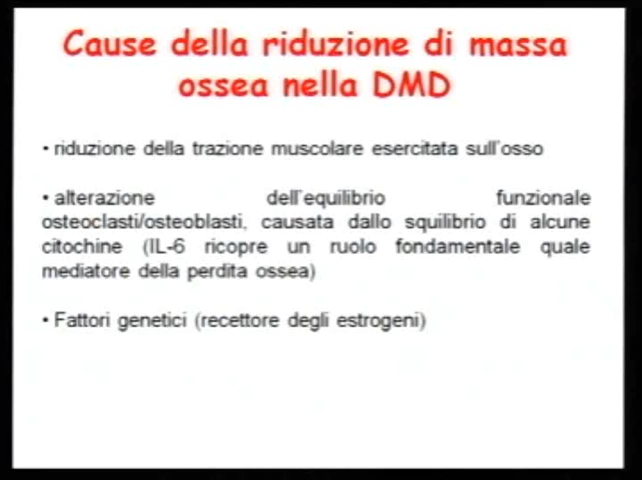 Cause della riduzione di massa
ossea nella DMD
• riduzione della trazione muscolare esercitata sull'osso
• alterazione dell'equilibrio funzionale
osteoclasti/osteoblasti, causata dallo squilibrio di alcune
citochine (IL-6 ricopre un ruolo fondamentale quale
mediatore della perdita ossea)
• Fattori genetici (recettore degli estrogeni)